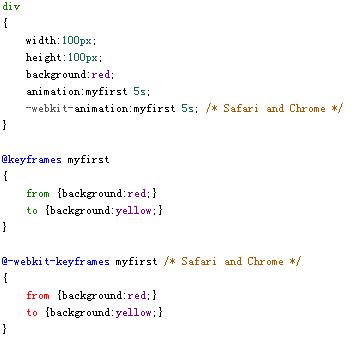 div
{
    width:100px;
    height:100px;
    background:red;
    animation:myfirst 5s;
    -webkit-animation:myfirst 5s; /* Safari and Chrome */
}

@keyframes myfirst
{
    from {background:red;}
    to {background:yellow;}
}

@-webkit-keyframes myfirst /* Safari and Chrome */
{
    from {background:red;}
    to {background:yellow;}
}